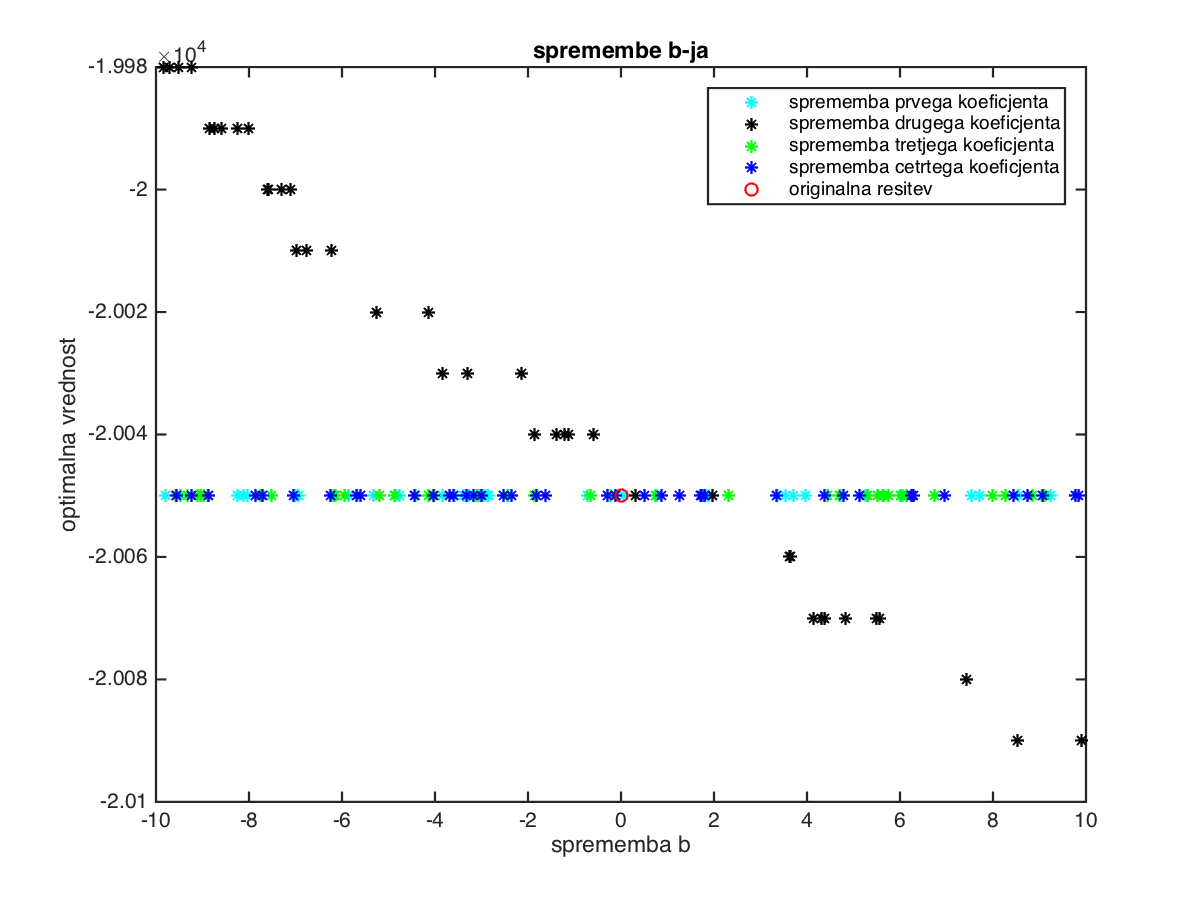 spremembe b-ja
×10⁴
-1.998
-2
-2.002
-2.004
-2.006
-2.008
-2.01
optimalna vrednost
sprememba prvega koeficjenta
sprememba drugega koeficjenta
sprememba tretjega koeficjenta
sprememba cetrtega koeficjenta
originalna resitev
-10 -8 -6 -4 -2 0 2 4 6 8 10
sprememba b